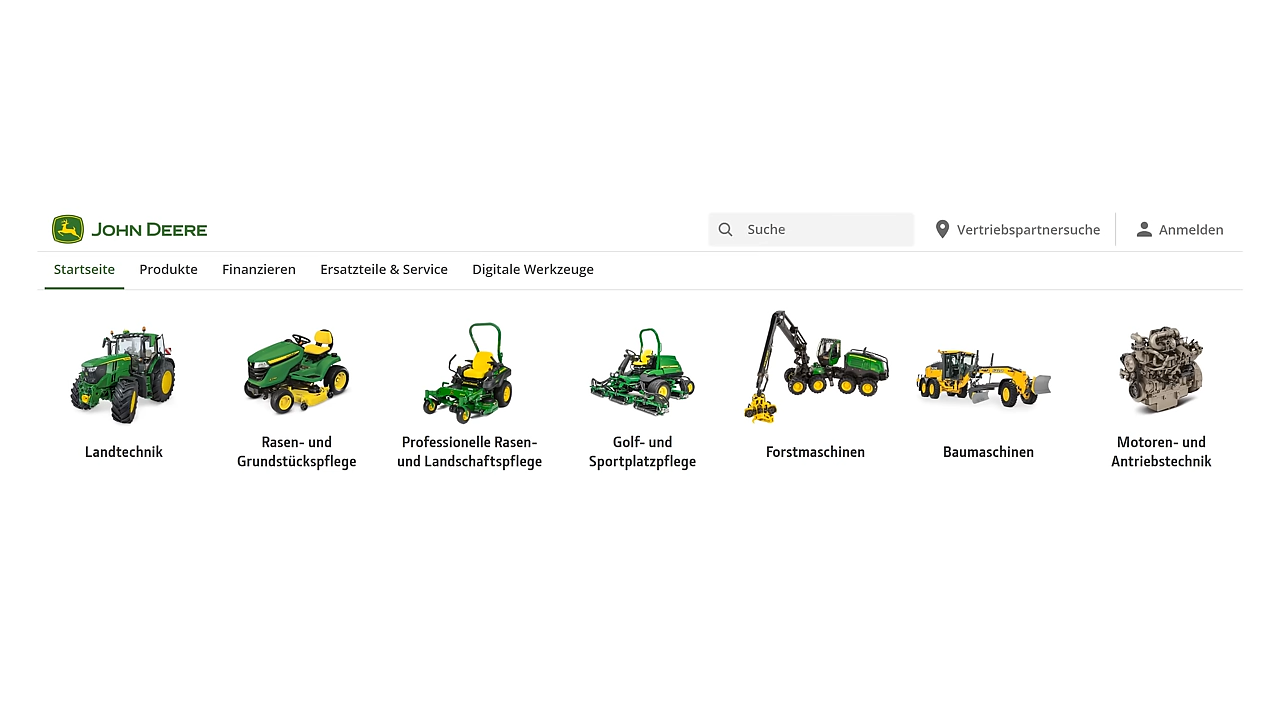 JOHN DEERE
Suche
Vertriebspartnersuche
Anmelden
Startseite
Produkte
Finanzieren
Ersatzteile & Service
Digitale Werkzeuge
Landtechnik
Rasen- und
Grundstückspflege
Professionelle Rasen-
und Landschaftspflege
Golf- und
Sportplatzpflege
Forstmaschinen
Baumaschinen
Motoren- und
Antriebstechnik